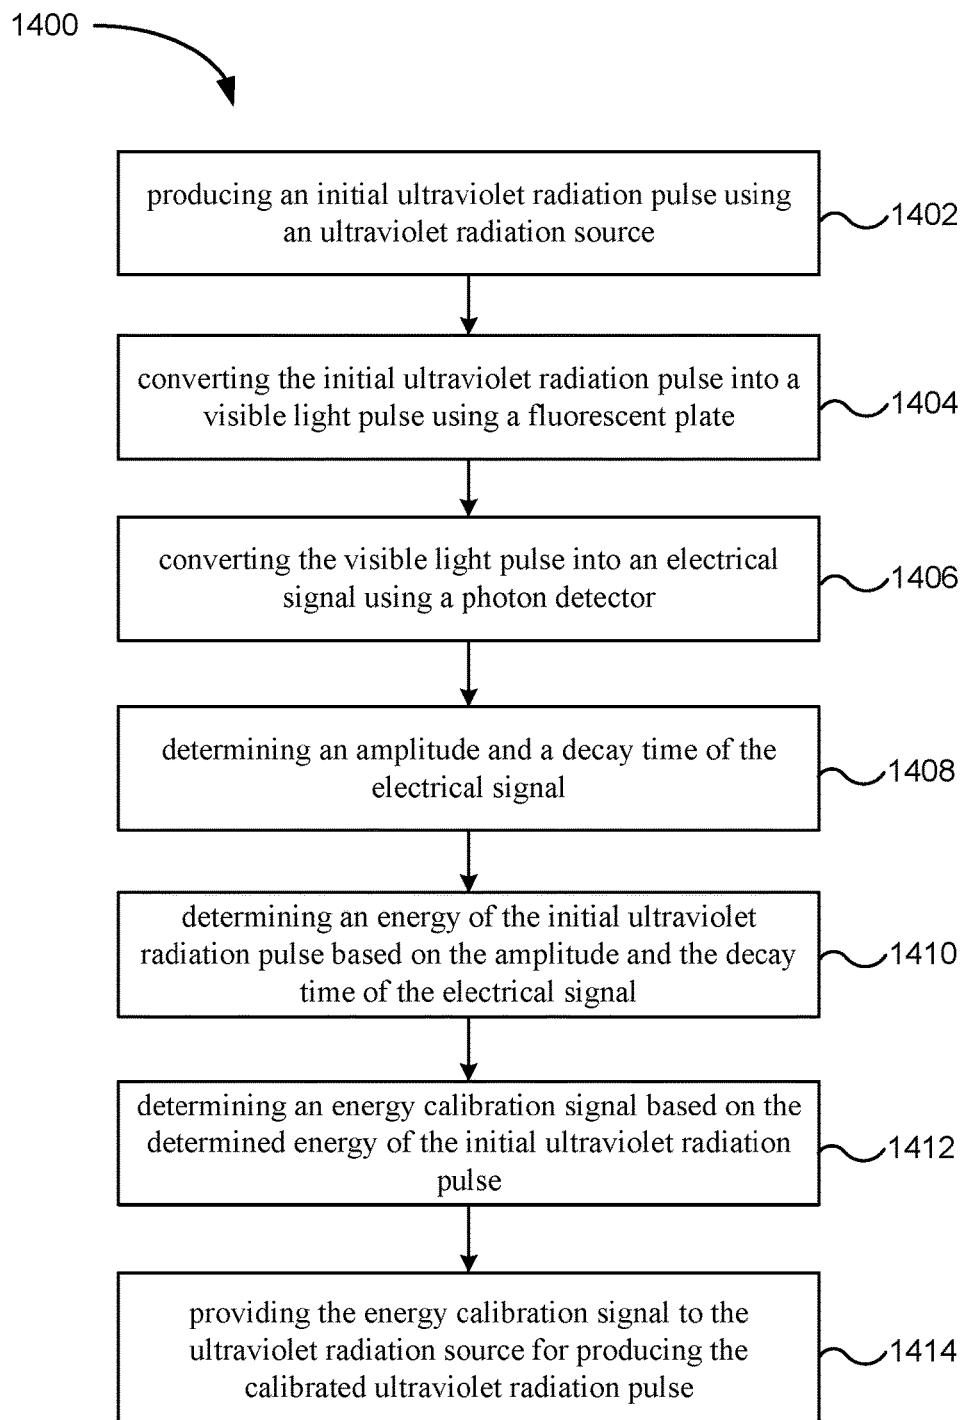 1400
producing an initial ultraviolet radiation pulse using
an ultraviolet radiation source
1402
converting the initial ultraviolet radiation pulse into a
visible light pulse using a fluorescent plate
1404
converting the visible light pulse into an electrical
signal using a photon detector
1406
determining an amplitude and a decay time of the
electrical signal
1408
determining an energy of the initial ultraviolet
radiation pulse based on the amplitude and the decay
time of the electrical signal
1410
determining an energy calibration signal based on the
determined energy of the initial ultraviolet radiation
pulse
1412
providing the energy calibration signal to the
ultraviolet radiation source for producing the
calibrated ultraviolet radiation pulse
1414